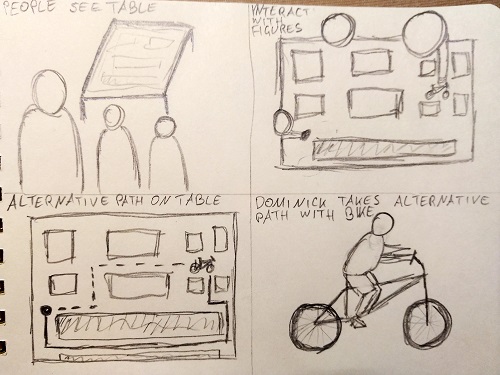 PEOPLE SEE TABLE
INTERACT
WITH
FIGURES
ALTERNATIVE PATH ON TABLE
DOMINICK TAKES ALTERNATIVE
PATH WITH BIKE